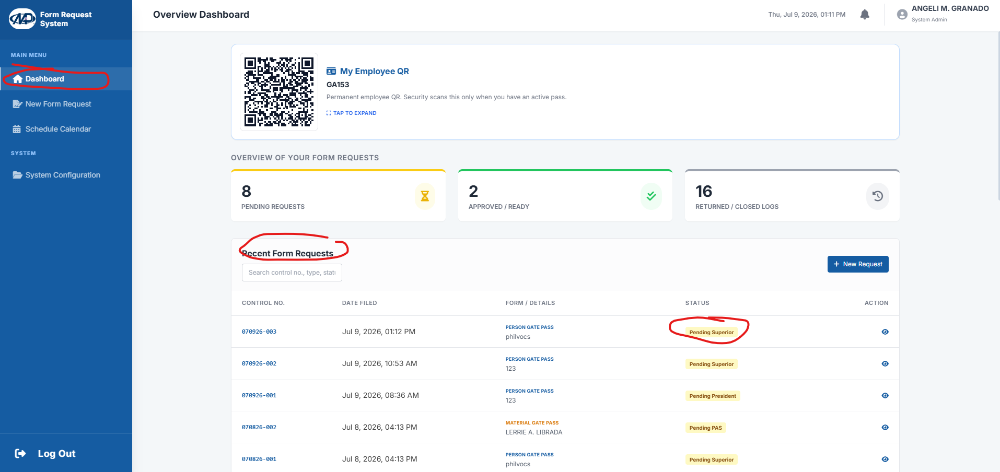 Form Request
System
MAIN MENU
Dashboard
New Form Request
Schedule Calendar
SYSTEM
System Configuration
Log Out
Overview Dashboard
Thu, Jul 9, 2026, 01:11 PM
ANGELI M. GRANADO
System Admin
My Employee QR
GA153
Permanent employee QR. Security scans this only when you have an active pass.
TAP TO EXPAND
OVERVIEW OF YOUR FORM REQUESTS
8
PENDING REQUESTS
2
APPROVED / READY
16
RETURNED / CLOSED LOGS
Recent Form Requests
Search control no., type, statu
+ New Request
CONTROL NO. DATE FILED FORM / DETAILS STATUS ACTION
070926-003 Jul 9, 2026, 01:12 PM PERSON GATE PASS Pending Superior
philvocs
070926-002 Jul 9, 2026, 10:53 AM PERSON GATE PASS Pending Superior
123
070926-001 Jul 9, 2026, 08:36 AM PERSON GATE PASS Pending President
123
070826-002 Jul 8, 2026, 04:13 PM MATERIAL GATE PASS Pending PAS
LERRIE A. LIBRADA
070826-001 Jul 8, 2026, 04:13 PM PERSON GATE PASS Pending Superior
philvocs